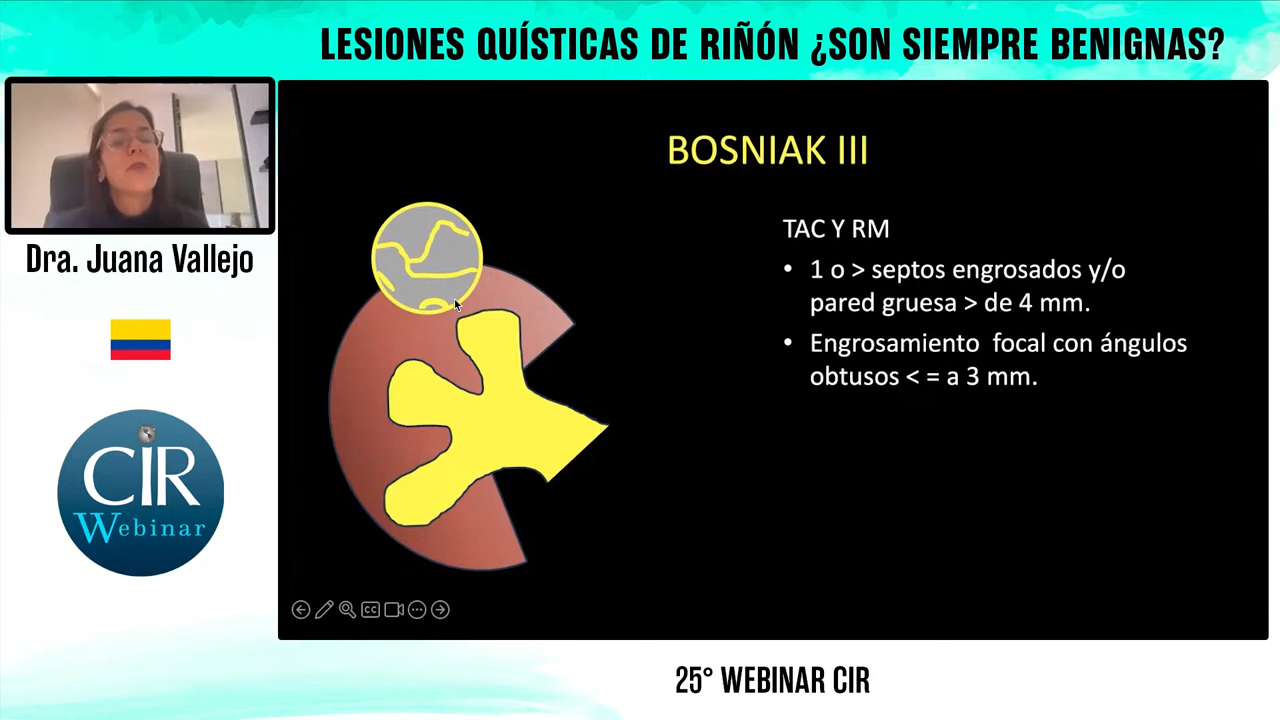 LESIONES QUÍSTICAS DE RIÑÓN ¿SON SIEMPRE BENIGNAS?
Dra. Juana Vallejo
CIR
Webinar
BOSNIAK III
TAC Y RM
• 1 o > septos engrosados y/o
pared gruesa > de 4 mm.
• Engrosamiento focal con ángulos
obtusos < = a 3 mm.
CC
25° WEBINAR CIR